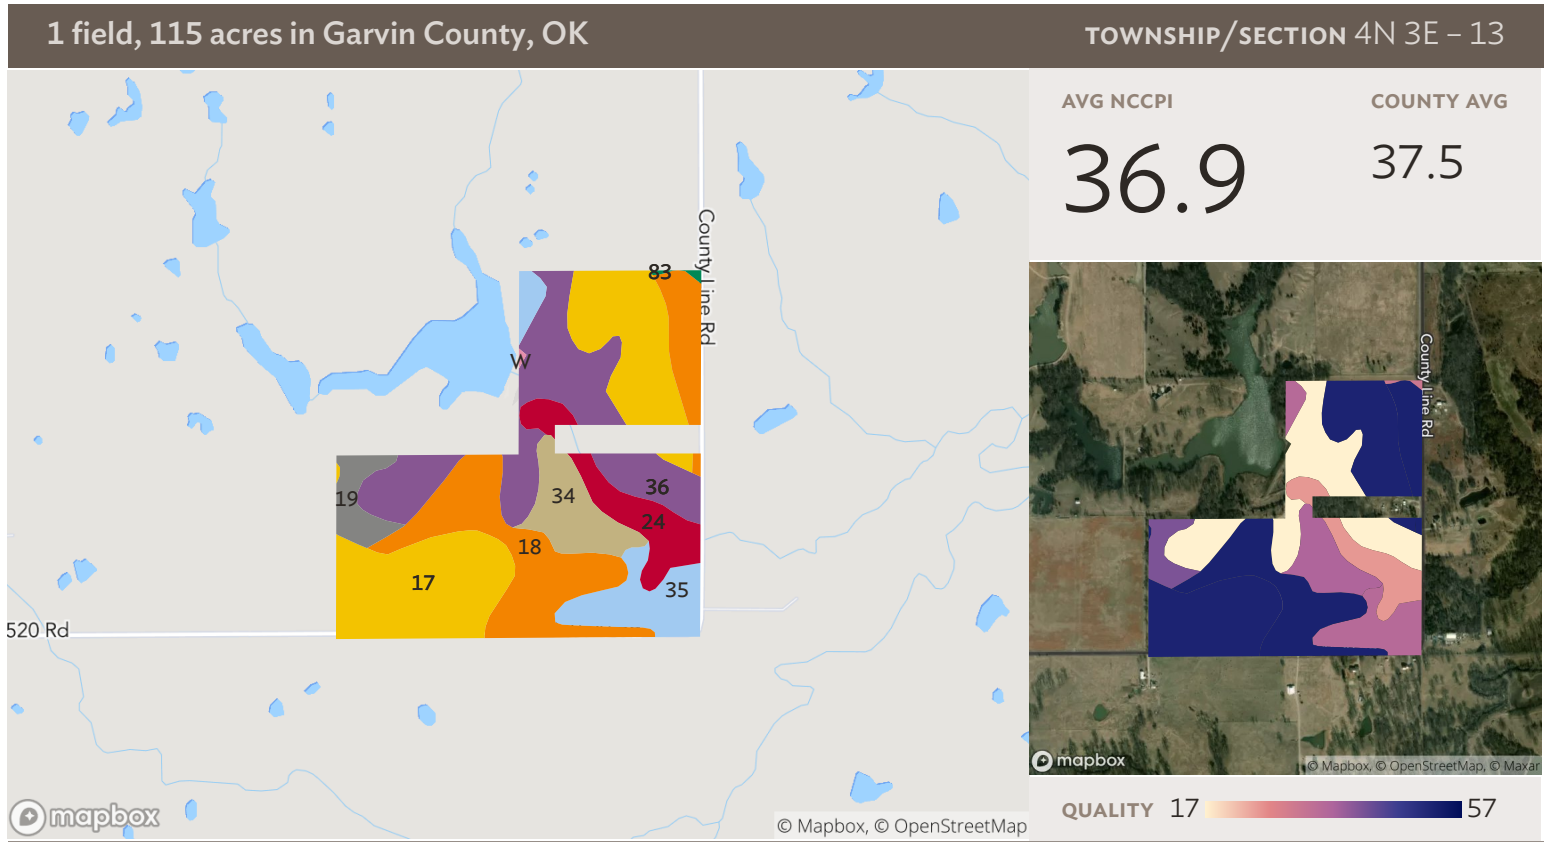 1 field, 115 acres in Garvin County, OK
TOWNSHIP/SECTION 4N 3E – 13
AVG NCCPI
COUNTY AVG
36.9
37.5
County Line Rd
83
W
19
34
36
24
18
17
35
520 Rd
mapbox
© Mapbox, © OpenStreetMap
County Line Rd
mapbox
© Mapbox, © OpenStreetMap, © Maxar
QUALITY 17 57